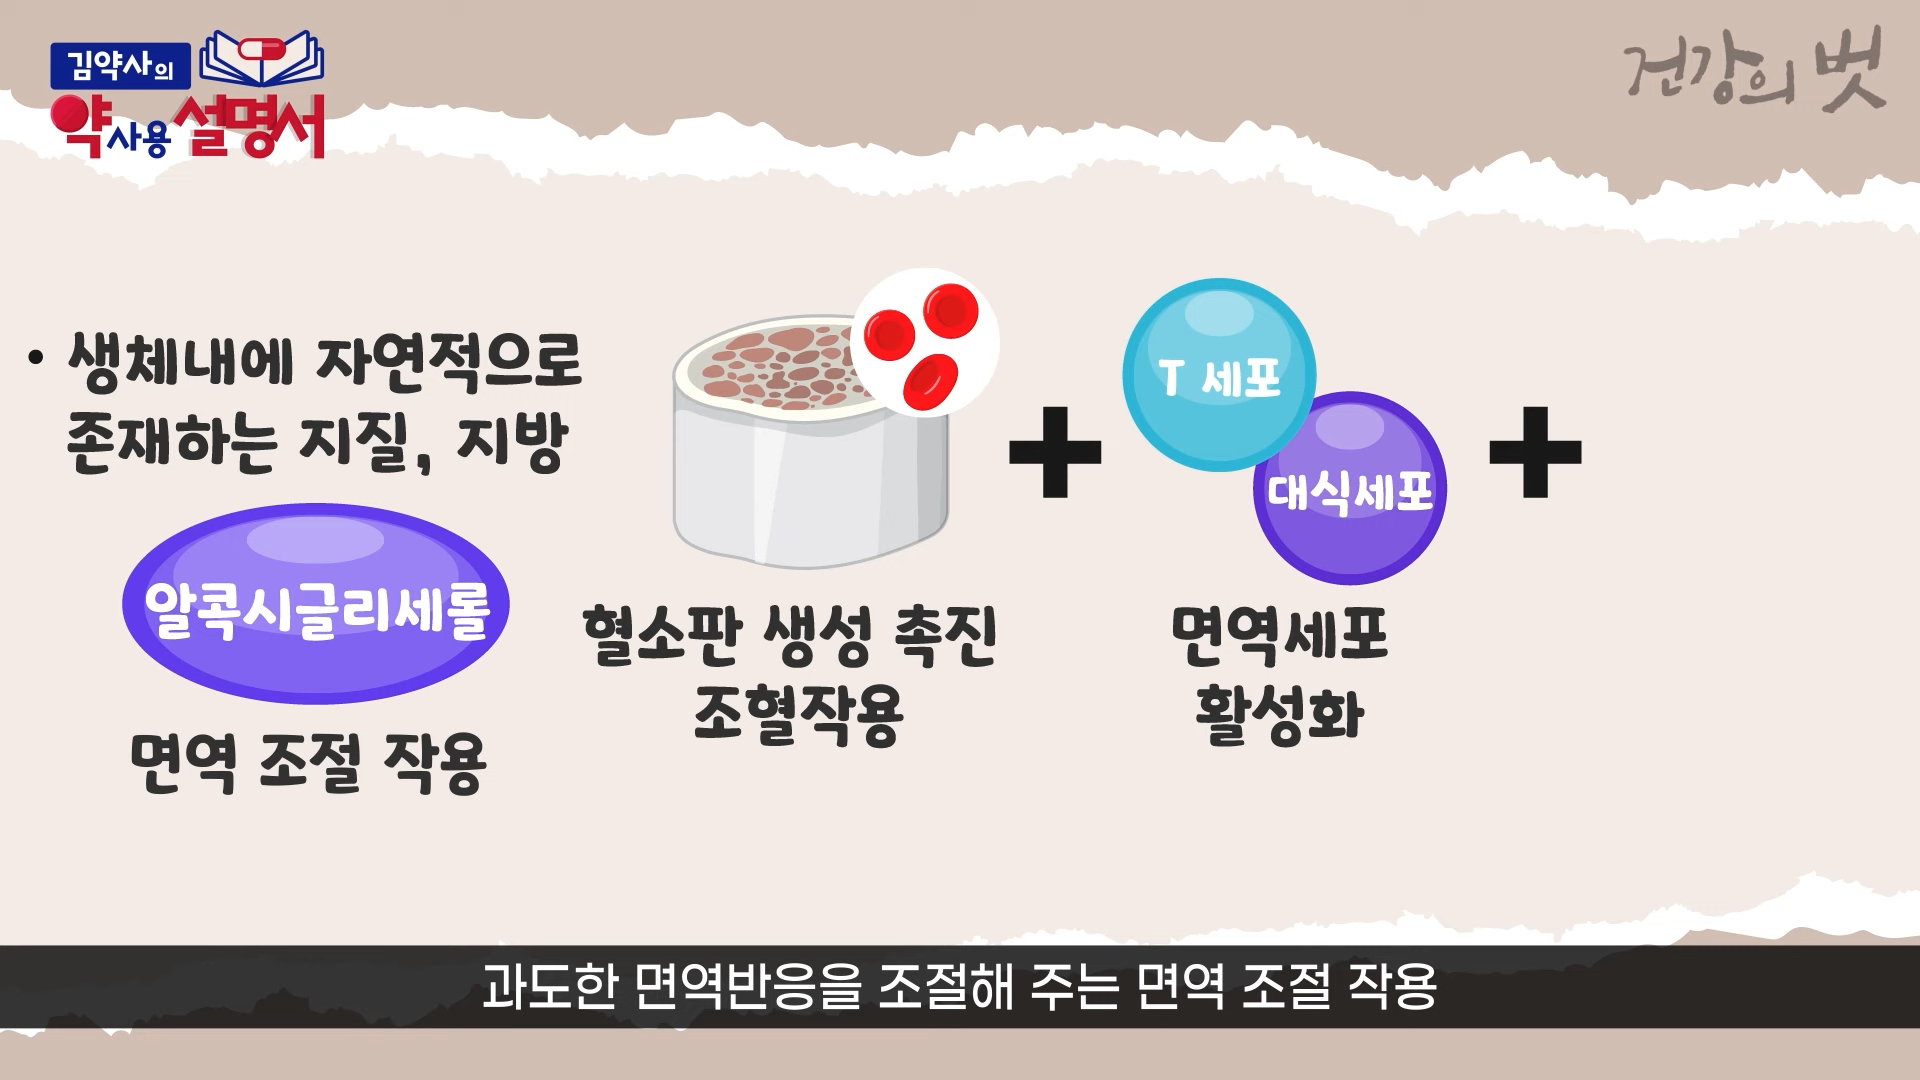 김약사의
약사용설명서
건강의 벗
• 생체내에 자연적으로
존재하는 지질, 지방
알콕시글리세롤
면역 조절 작용
혈소판 생성 촉진
조혈작용
T 세포
대식세포
면역세포
활성화
과도한 면역반응을 조절해 주는 면역 조절 작용